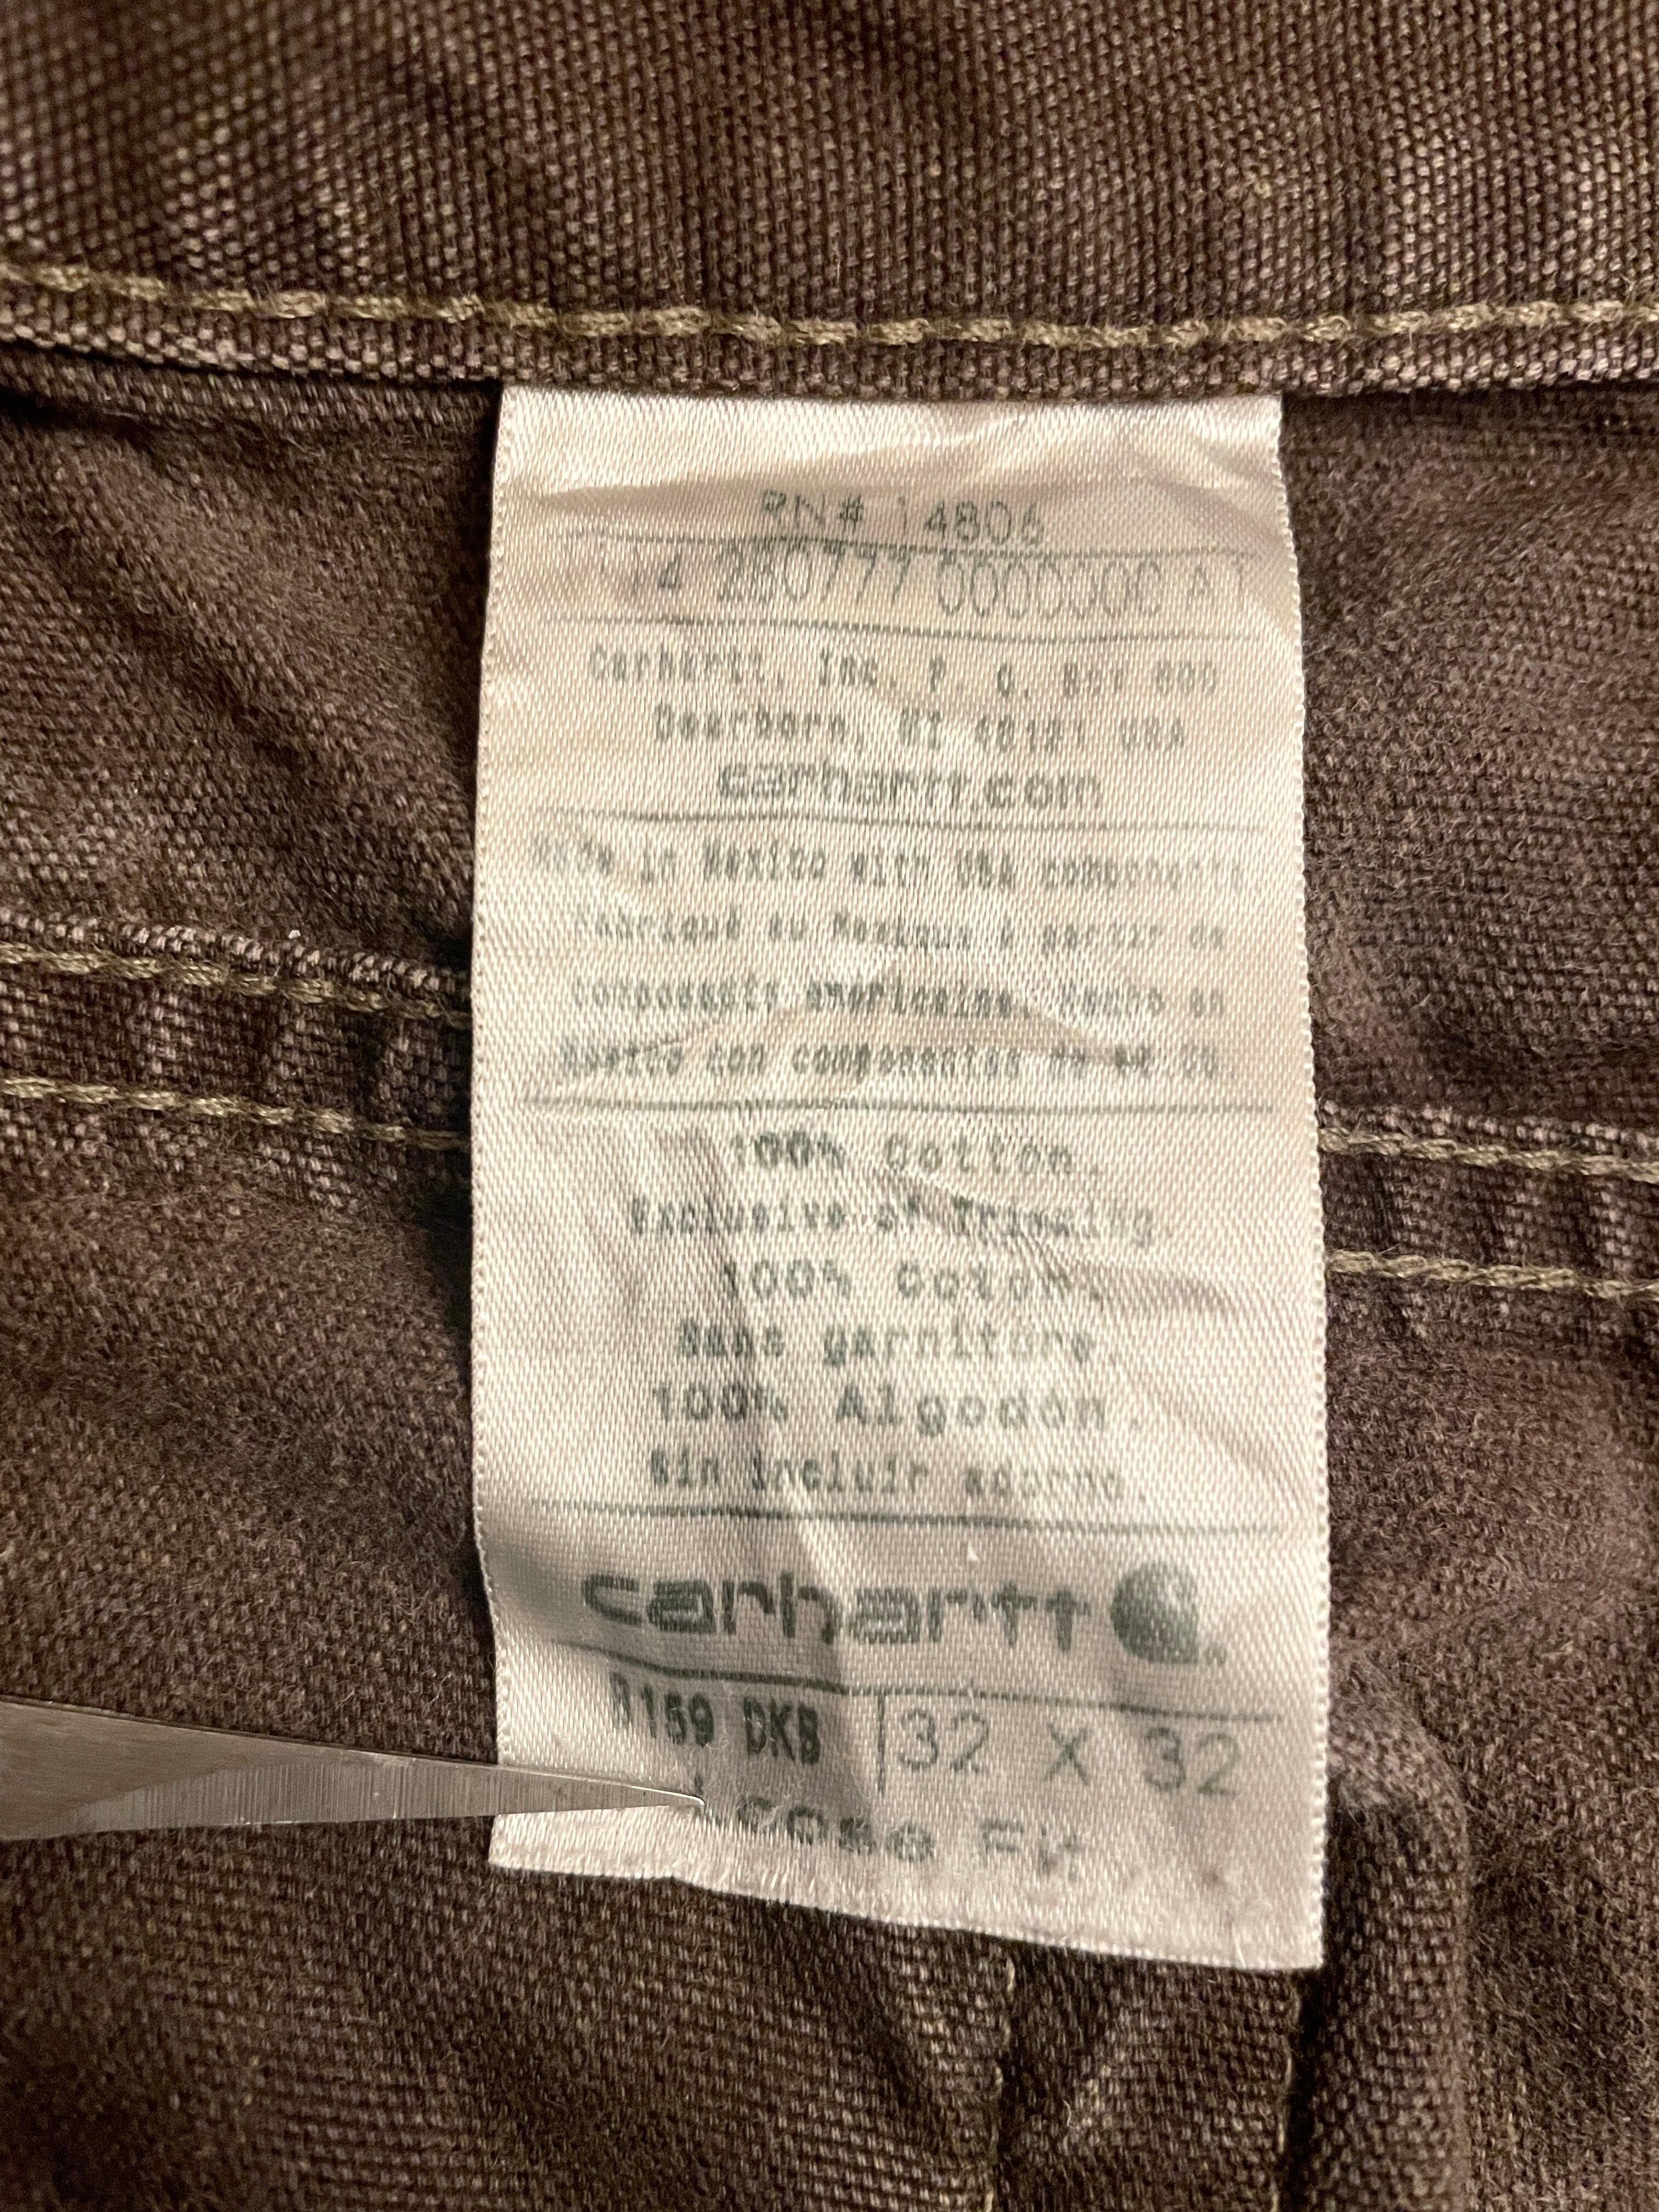 RN# 14806
Carhartt, Inc. P. O. Box 600
Dearborn, MI 48121 USA
carhartt.com
Made in Mexico with USA components.
Fabriqué au Mexique à partir de
composants américaine. Hecho en
Mexico con componentes de EE.UU.
100% Cotton.
Exclusive of Trimming.
100% Coton.
Sans garniture.
100% Algodón.
Sin incluir adorno.
carhartt
B159 DKB 32 X 32
Loose Fit